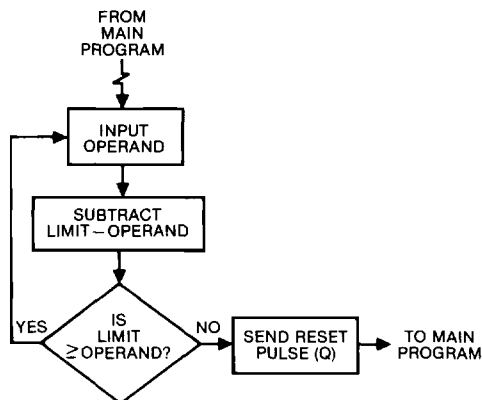 FROM
MAIN
PROGRAM
INPUT
OPERAND
SUBTRACT
LIMIT – OPERAND
IS
LIMIT
≥ OPERAND?
YES
NO
SEND RESET
PULSE (Q)
TO MAIN
PROGRAM